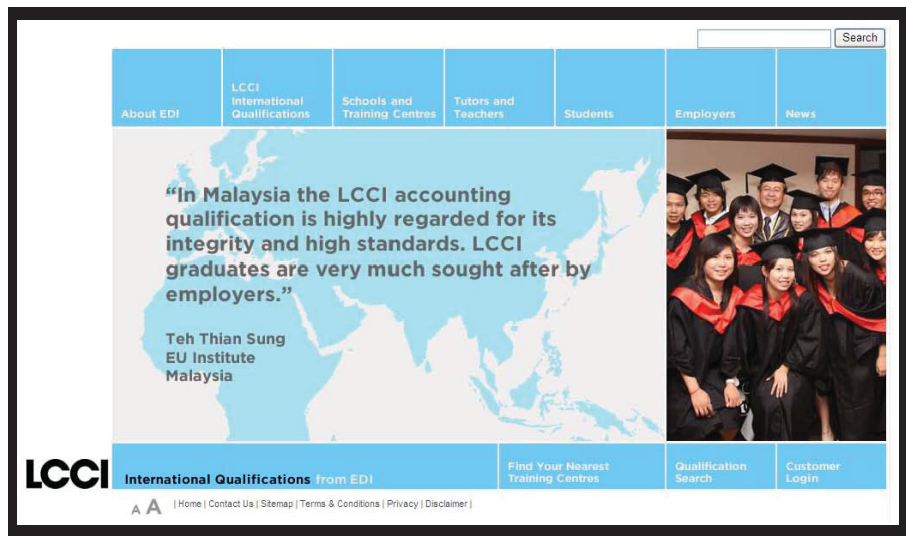 Search
About EDI
LCCI
International
Qualifications
Schools and
Training Centres
Tutors and
Teachers
Students
Employers
News
“In Malaysia the LCCI accounting
qualification is highly regarded for its
integrity and high standards. LCCI
graduates are very much sought after by
employers.”
Teh Thian Sung
EU Institute
Malaysia
LCCI
International Qualifications from EDI
Find Your Nearest
Training Centres
Qualification
Search
Customer
Login
A A | Home | Contact Us | Sitemap | Terms & Conditions | Privacy | Disclaimer |